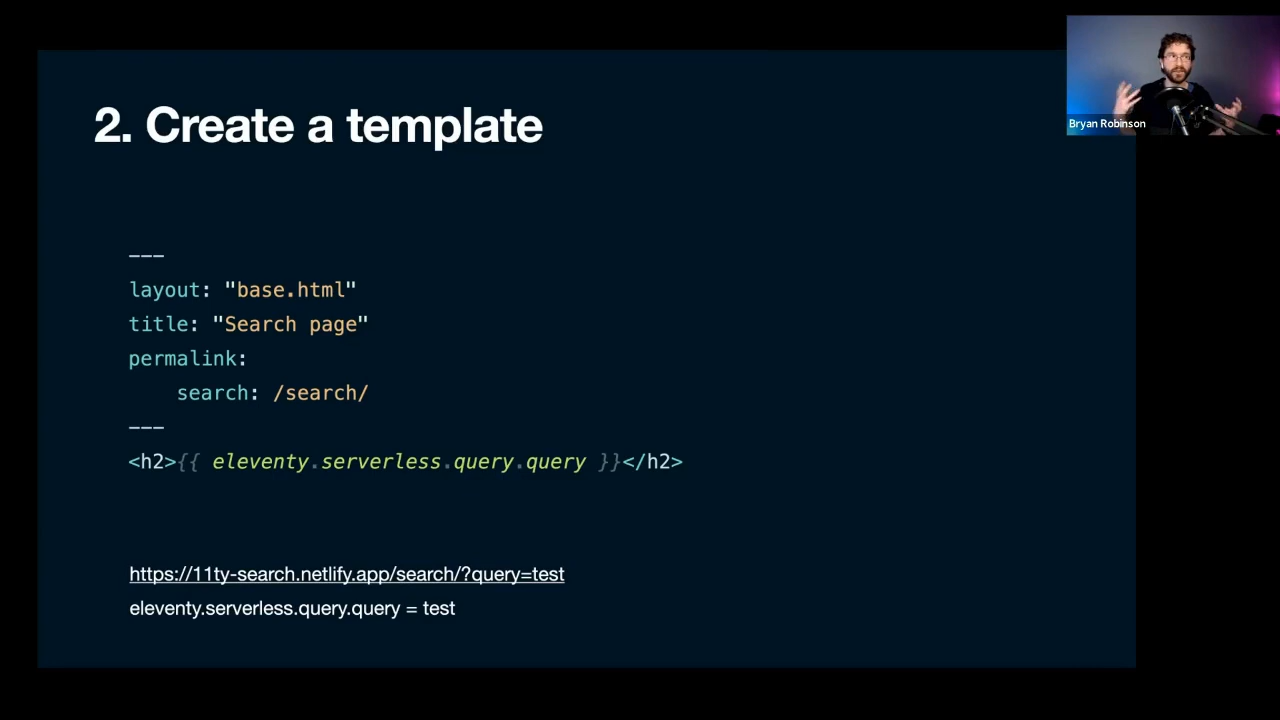 2. Create a template
Bryan Robinson
---
layout: "base.html"
title: "Search page"
permalink:
    search: /search/
---
<h2>{{ eleventy.serverless.query.query }}</h2>
https://11ty-search.netlify.app/search/?query=test
eleventy.serverless.query.query = test